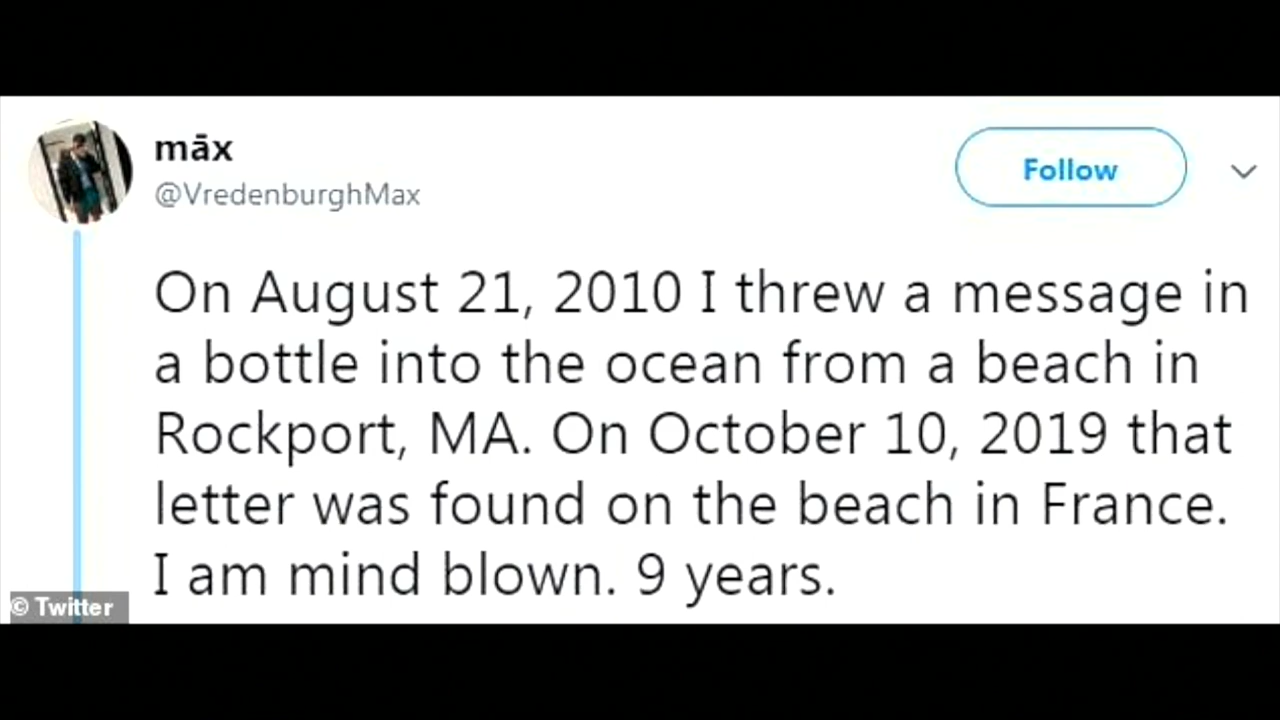 māx
@VredenburghMax
Follow
On August 21, 2010 I threw a message in
a bottle into the ocean from a beach in
Rockport, MA. On October 10, 2019 that
letter was found on the beach in France.
I am mind blown. 9 years.
© Twitter